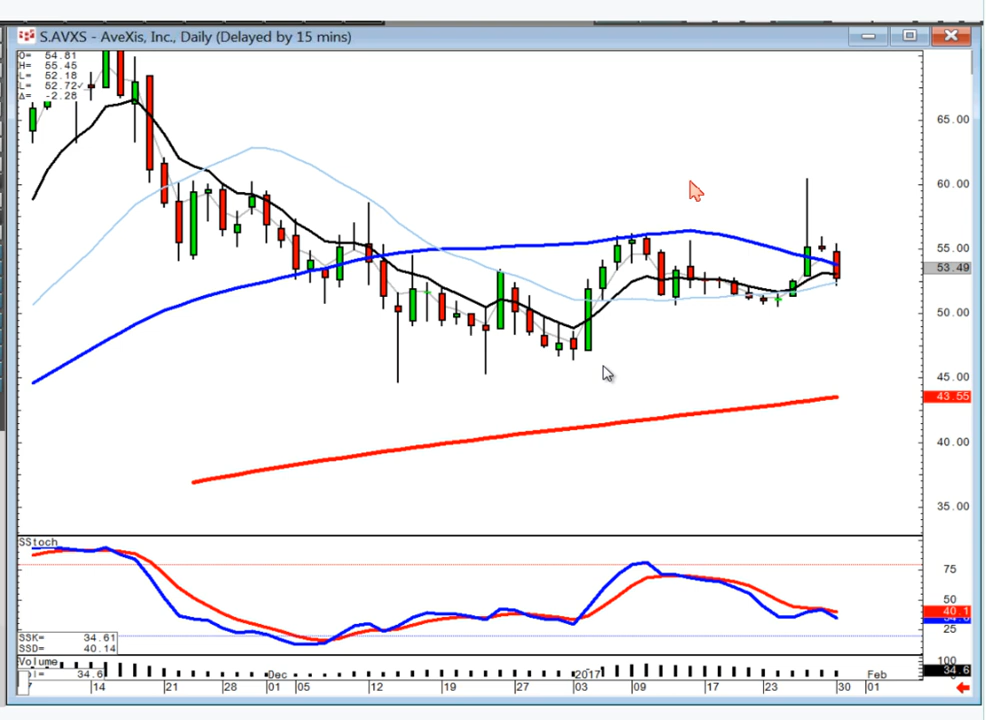 S.AVXS - AveXis, Inc., Daily (Delayed by 15 mins)
O= 54.81
H= 55.45
L= 52.18
L= 52.72✓
Δ= -2.28
65.00
60.00
55.00
53.49
50.00
45.00
43.55
40.00
35.00
SStoch
75
50
40.1
25
SSK= 34.61
SSD= 40.14
Volume
34.6
100
34.6
14
21
28
Dec
05
12
19
27
2017
03
09
17
23
30
Feb
01